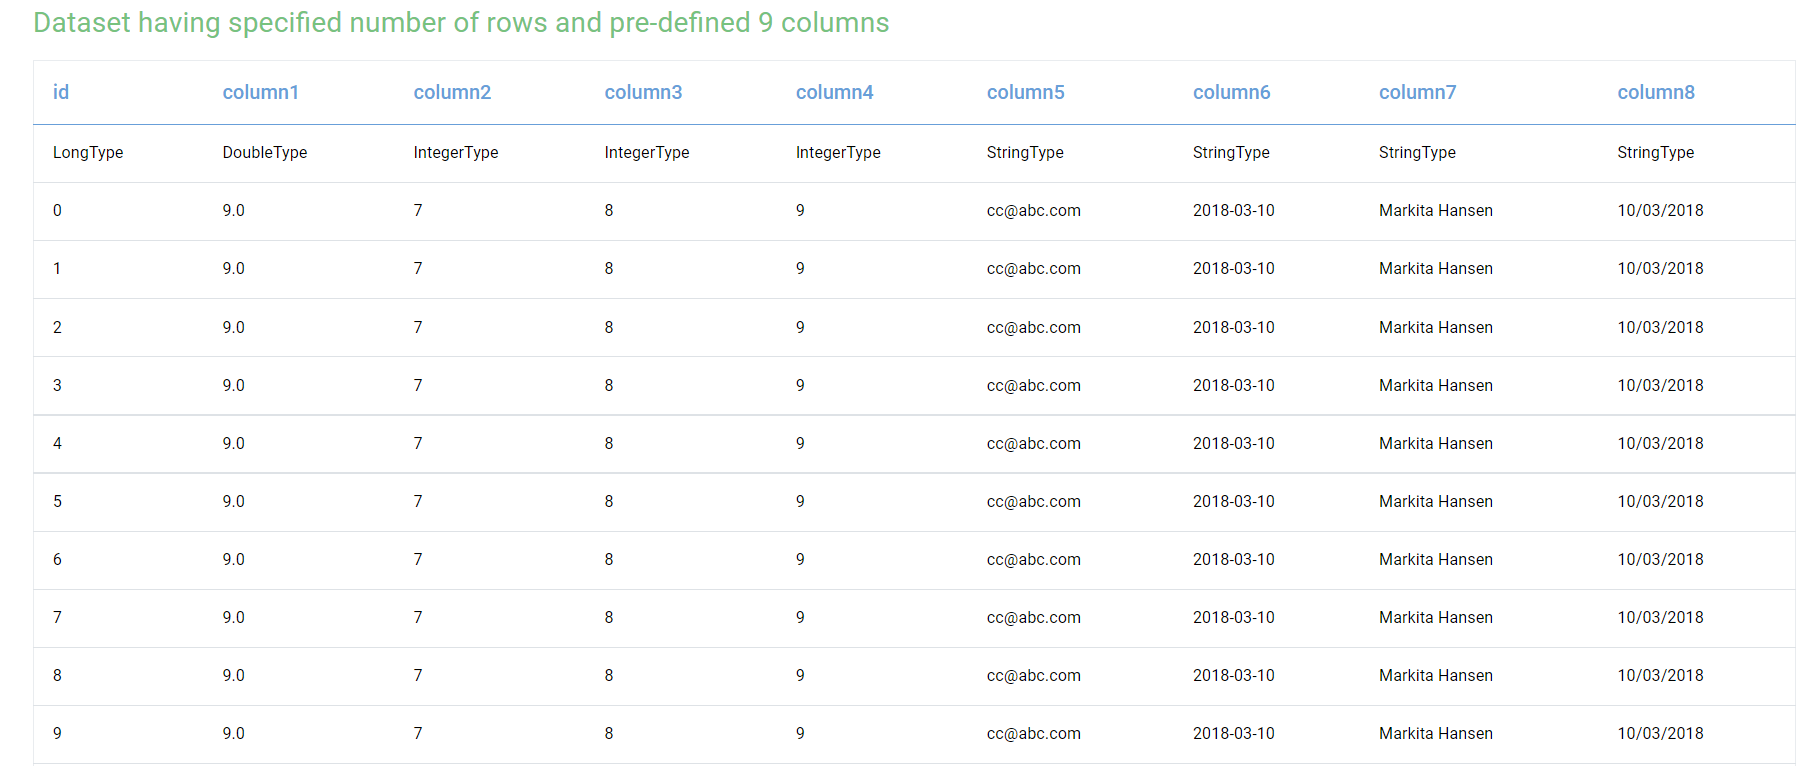 Dataset having specified number of rows and pre-defined 9 columns
id column1 column2 column3 column4 column5 column6 column7 column8
LongType DoubleType IntegerType IntegerType IntegerType StringType StringType StringType StringType
0 9.0 7 8 9 cc@abc.com 2018-03-10 Markita Hansen 10/03/2018
1 9.0 7 8 9 cc@abc.com 2018-03-10 Markita Hansen 10/03/2018
2 9.0 7 8 9 cc@abc.com 2018-03-10 Markita Hansen 10/03/2018
3 9.0 7 8 9 cc@abc.com 2018-03-10 Markita Hansen 10/03/2018
4 9.0 7 8 9 cc@abc.com 2018-03-10 Markita Hansen 10/03/2018
5 9.0 7 8 9 cc@abc.com 2018-03-10 Markita Hansen 10/03/2018
6 9.0 7 8 9 cc@abc.com 2018-03-10 Markita Hansen 10/03/2018
7 9.0 7 8 9 cc@abc.com 2018-03-10 Markita Hansen 10/03/2018
8 9.0 7 8 9 cc@abc.com 2018-03-10 Markita Hansen 10/03/2018
9 9.0 7 8 9 cc@abc.com 2018-03-10 Markita Hansen 10/03/2018